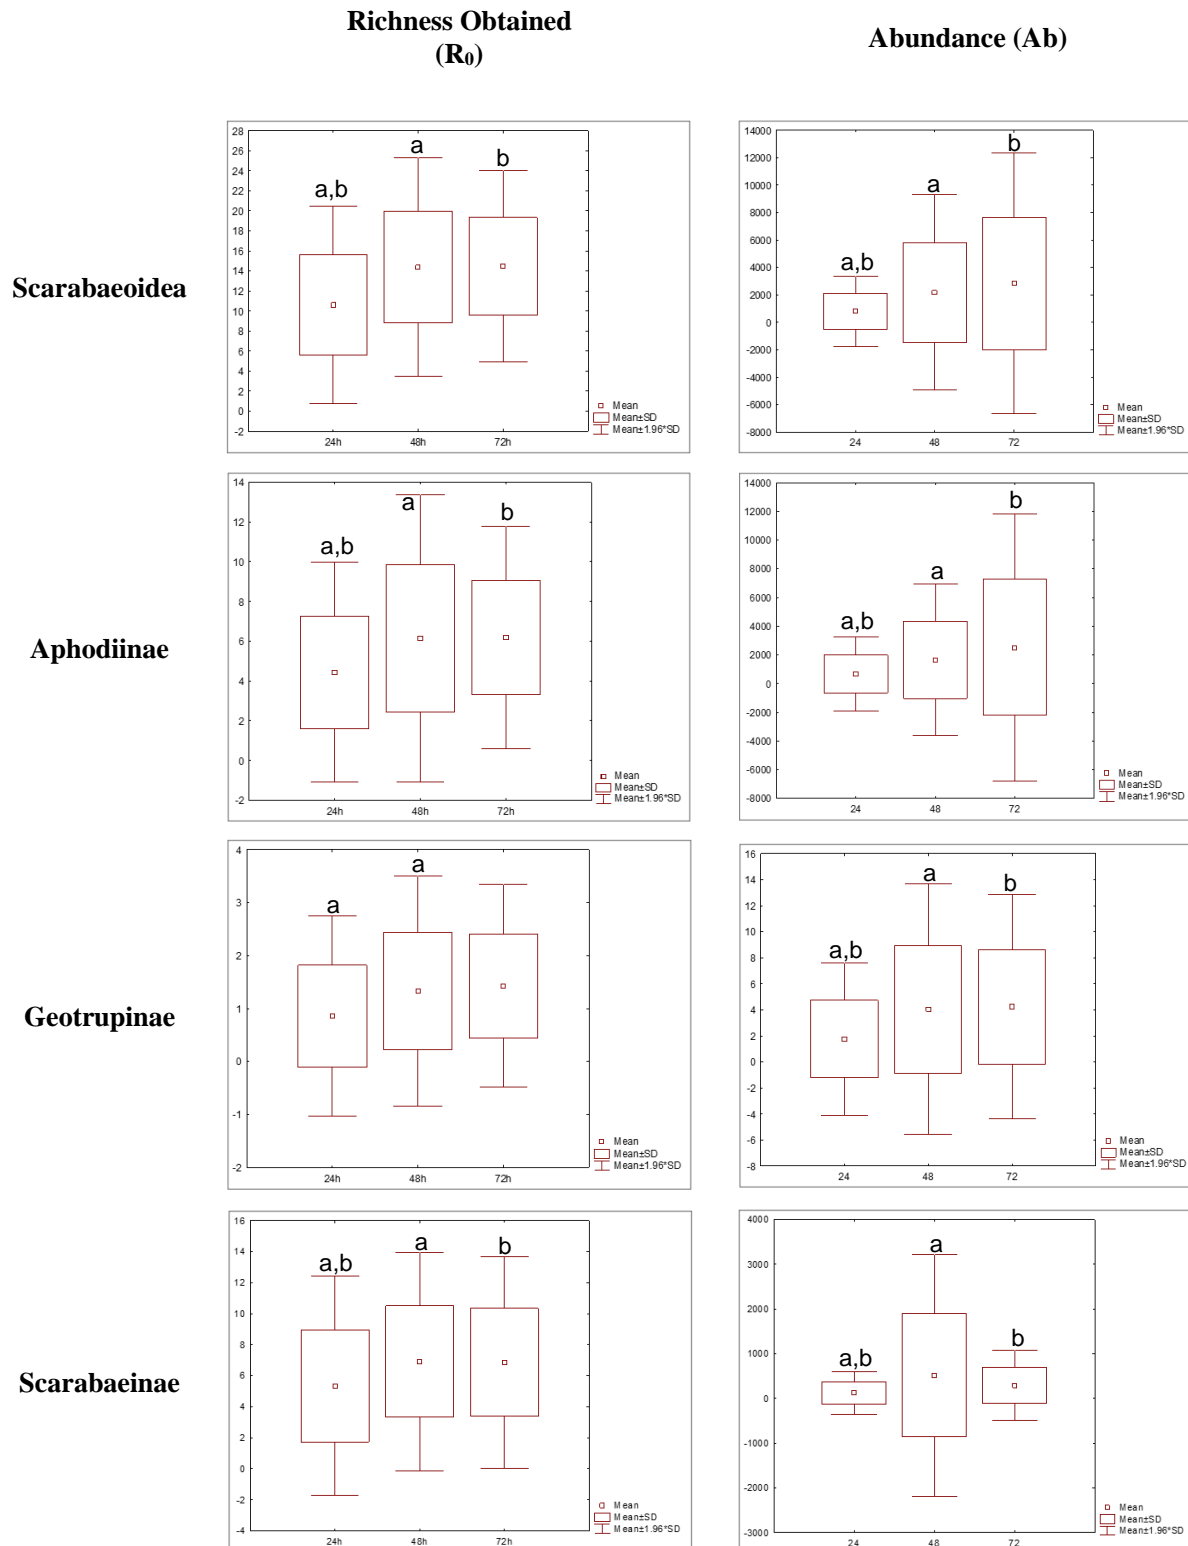 Richness Obtained
(R₀)
Abundance (Ab)
Scarabaeoidea
28
26
24
22
20
18
16
14
12
10
8
6
4
2
0
-2
a,b
a
b
24h 48h 72h
Mean
Mean±SD
Mean±1.96*SD
14000
12000
10000
8000
6000
4000
2000
0
-2000
-4000
-6000
-8000
a,b
a
b
24 48 72
Mean
Mean±SD
Mean±1.96*SD
Aphodiinae
14
12
10
8
6
4
2
0
-2
a,b
a
b
24h 48h 72h
Mean
Mean±SD
Mean±1.96*SD
14000
12000
10000
8000
6000
4000
2000
0
-2000
-4000
-6000
-8000
a,b
a
b
24 48 72
Mean
Mean±SD
Mean±1.96*SD
Geotrupinae
4
3
2
1
0
-1
-2
a
a
24h 48h 72h
Mean
Mean±SD
Mean±1.96*SD
16
14
12
10
8
6
4
2
0
-2
-4
-6
-8
a,b
a
b
24 48 72
Mean
Mean±SD
Mean±1.96*SD
Scarabaeinae
16
14
12
10
8
6
4
2
0
-2
-4
a,b
a
b
24h 48h 72h
Mean
Mean±SD
Mean±1.96*SD
4000
3000
2000
1000
0
-1000
-2000
-3000
a,b
a
b
24 48 72
Mean
Mean±SD
Mean±1.96*SD